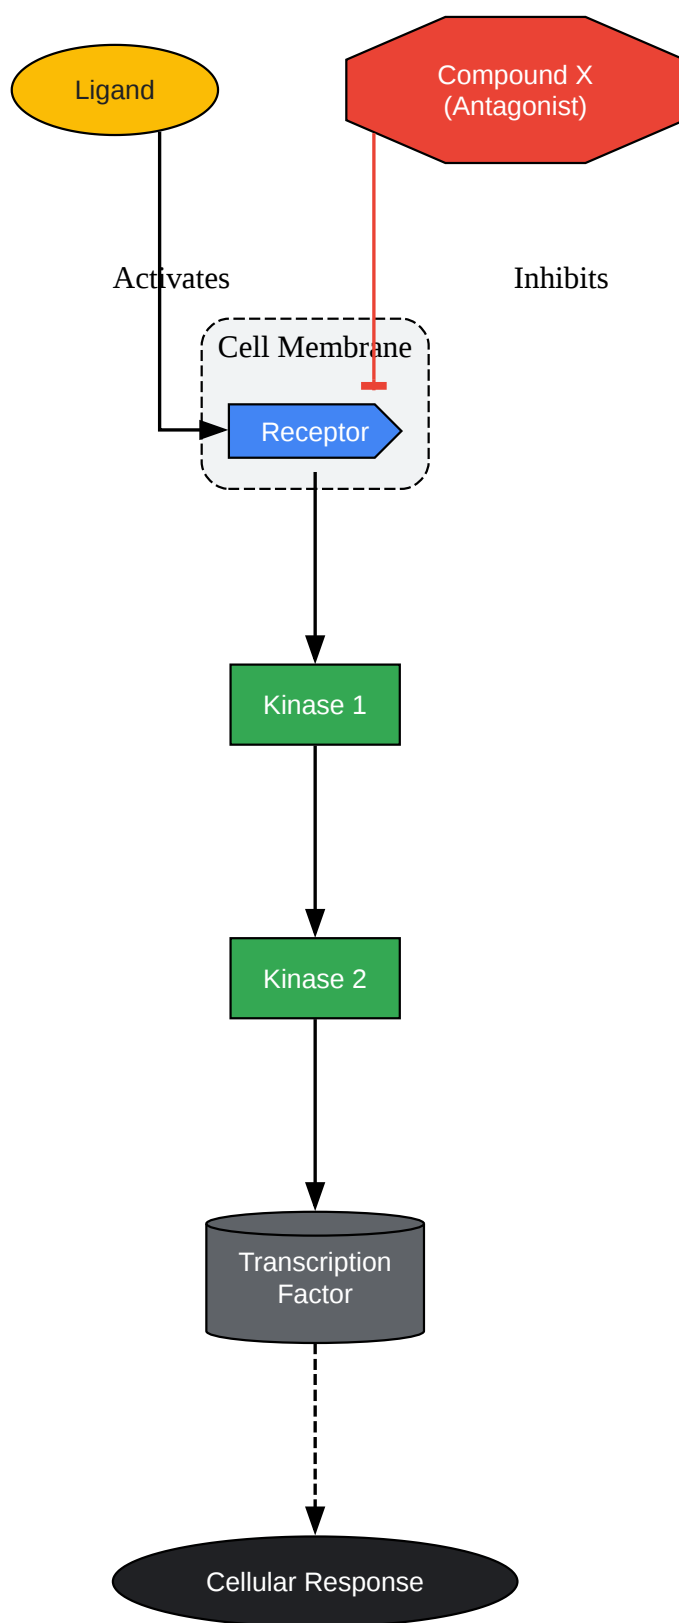 Ligand
Compound X
(Antagonist)
Activates
Inhibits
Cell Membrane
Receptor
Kinase 1
Kinase 2
Transcription
Factor
Cellular Response